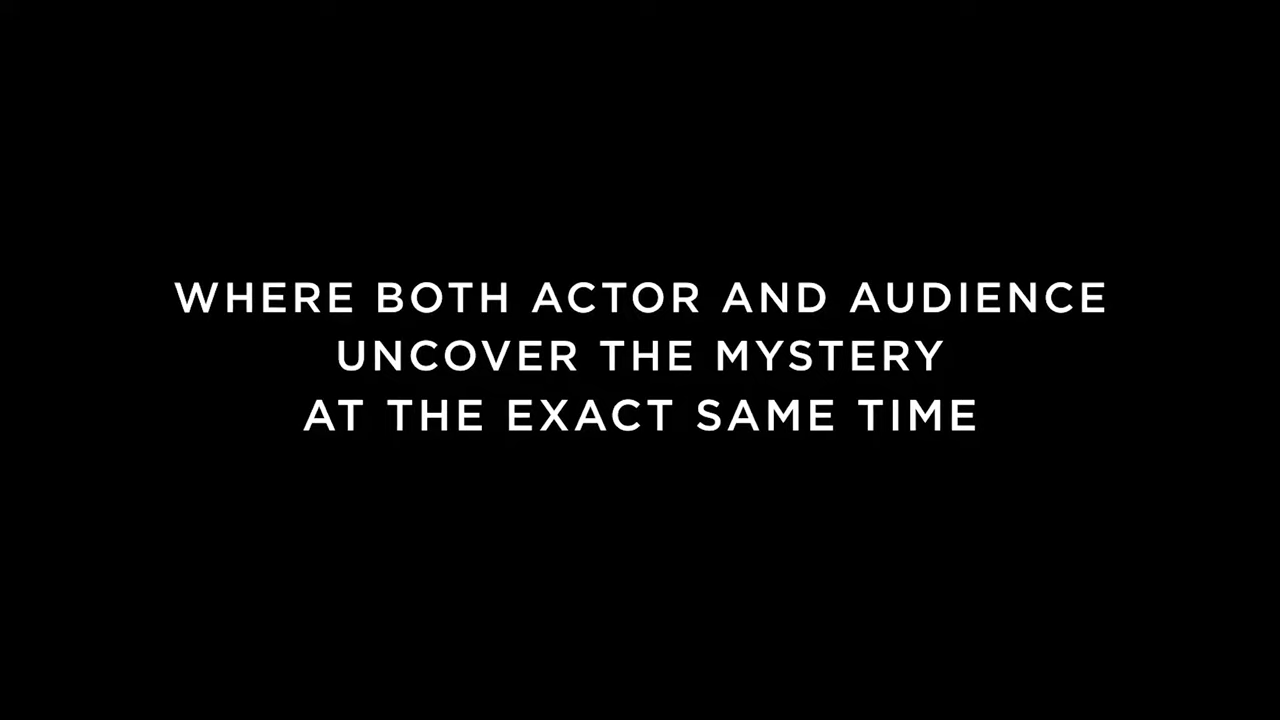 WHERE BOTH ACTOR AND AUDIENCE
UNCOVER THE MYSTERY
AT THE EXACT SAME TIME